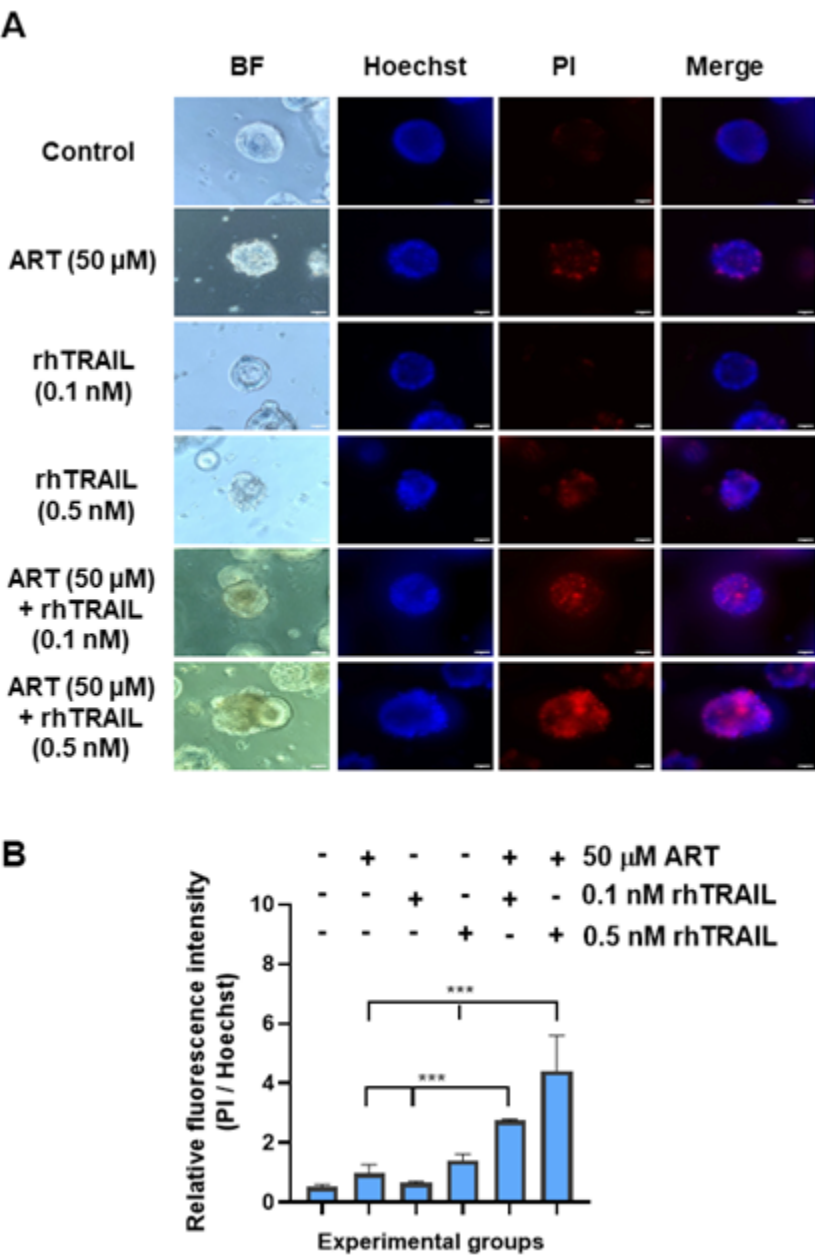 A
BF Hoechst PI Merge
Control
ART (50 µM)
rhTRAIL
(0.1 nM)
rhTRAIL
(0.5 nM)
ART (50 µM)
+ rhTRAIL
(0.1 nM)
ART (50 µM)
+ rhTRAIL
(0.5 nM)
B
- + - - + + 50 µM ART
- - + - + - 0.1 nM rhTRAIL
- - - + - + 0.5 nM rhTRAIL
Relative fluorescence intensity
(PI / Hoechst)
10
8
6
4
2
0
***
***
Experimental groups